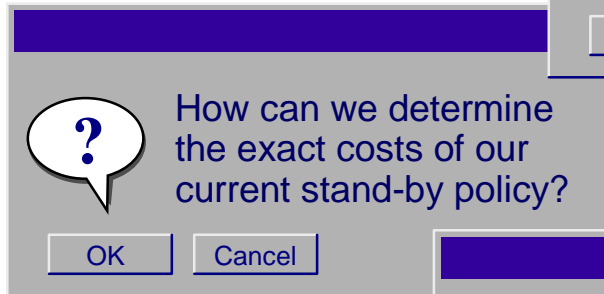 ?
How can we determine
the exact costs of our
current stand-by policy?
OK
Cancel